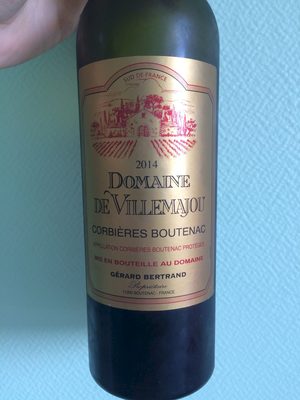 SUD DE FRANCE
2014
DOMAINE
DE VILLEMAJOU
CORBIÈRES BOUTENAC
APPELLATION CORBIÈRES BOUTENAC PROTÉGÉE
MIS EN BOUTEILLE AU DOMAINE
GÉRARD BERTRAND
Propriétaire
11200 BOUTENAC - FRANCE